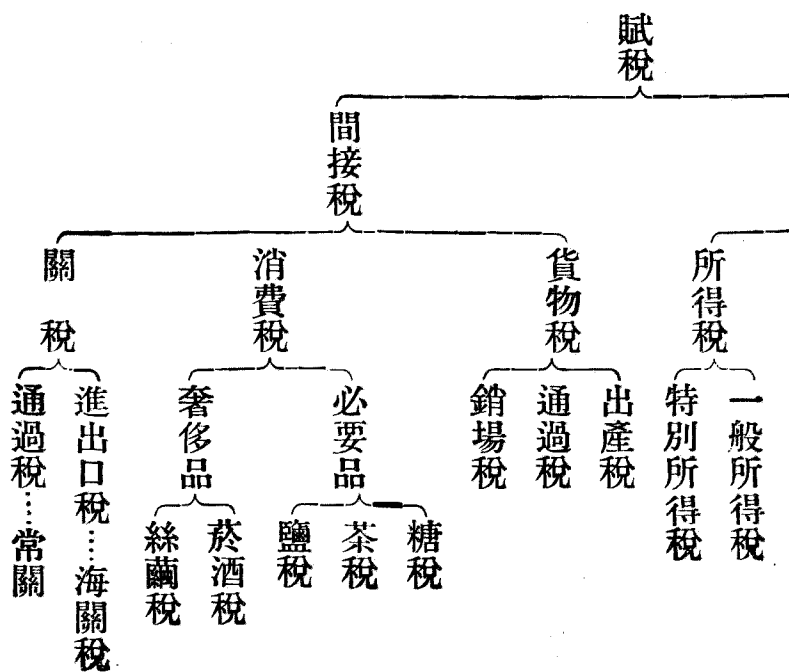 賦稅
所得稅
一般所得稅
特別所得稅
間接稅
貨物稅
出產稅
通過稅
銷場稅
消費稅
必要品
糖稅
茶稅
鹽稅
奢侈品
菸酒稅
絲繭稅
關稅
進出口稅……海關稅
通過稅……常關